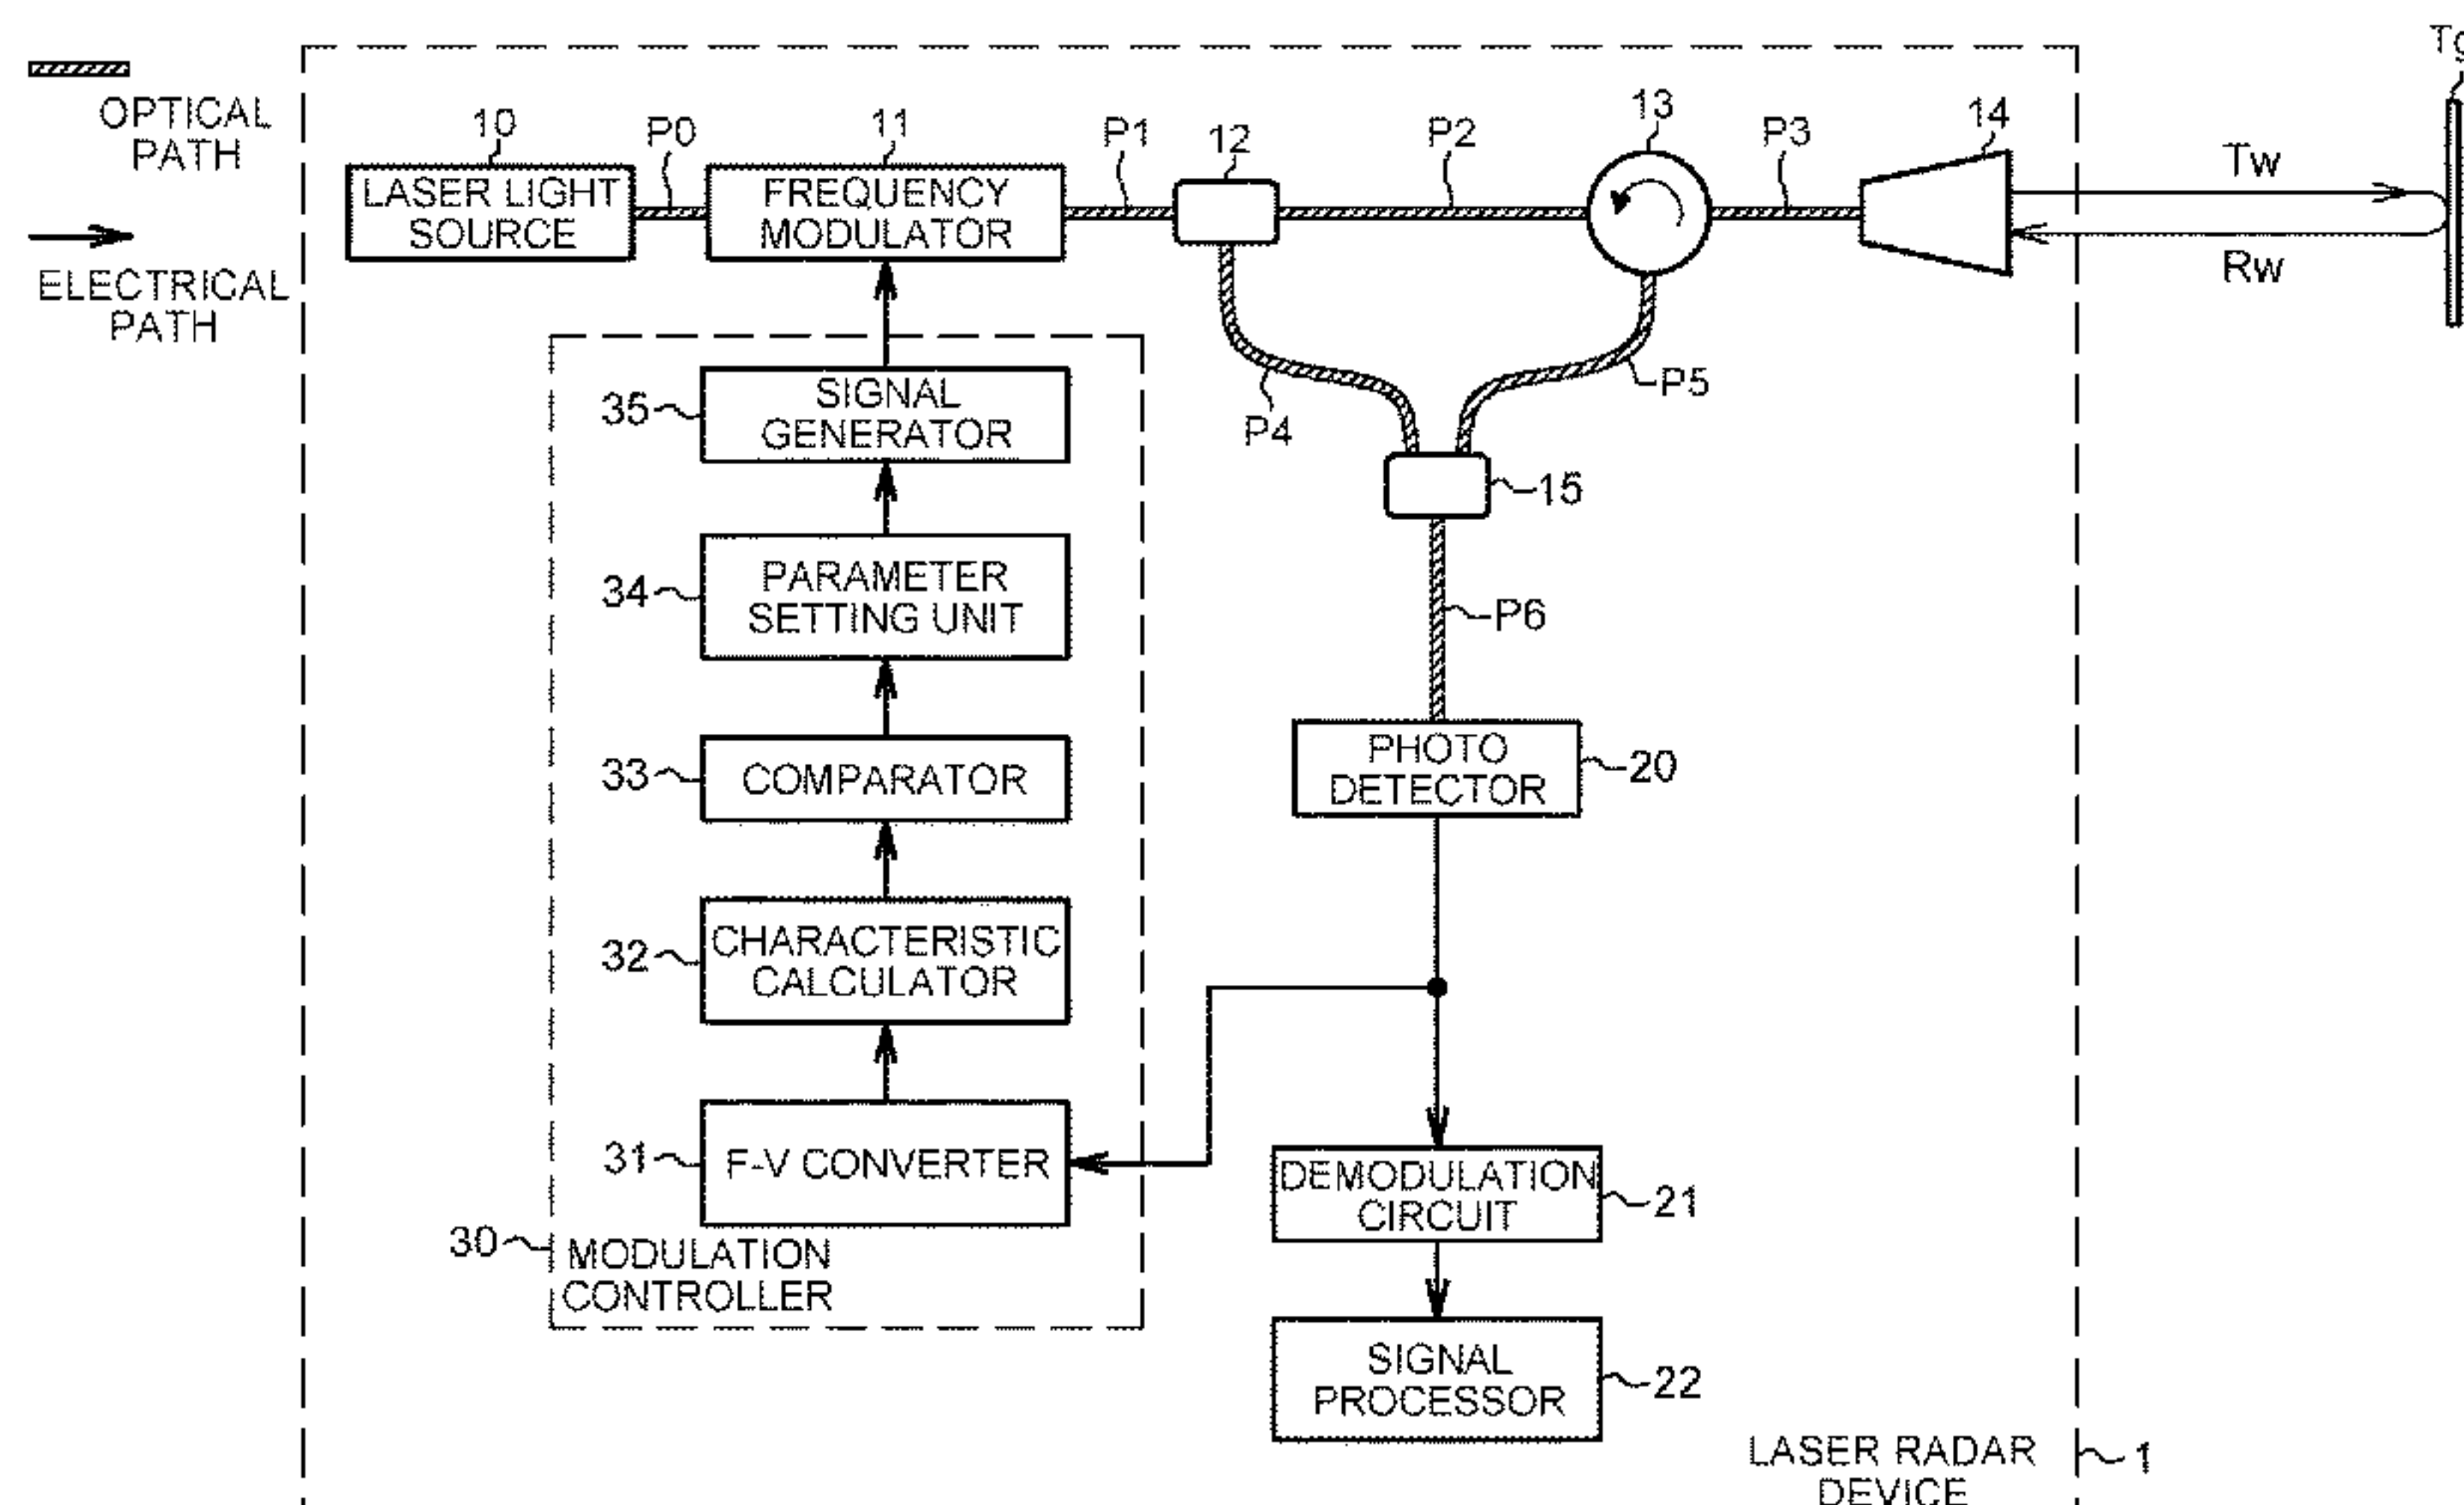 Tg
OPTICAL
PATH
10
P0
11
P1
12
P2
13
P3
14
LASER LIGHT
SOURCE
FREQUENCY
MODULATOR
Tw
Rw
ELECTRICAL
PATH
35
SIGNAL
GENERATOR
P4
P5
15
34
PARAMETER
SETTING UNIT
P6
33
COMPARATOR
PHOTO
DETECTOR
20
32
CHARACTERISTIC
CALCULATOR
31
F-V CONVERTER
DEMODULATION
CIRCUIT
21
30
MODULATION
CONTROLLER
SIGNAL
PROCESSOR
22
LASER RADAR
DEVICE
1